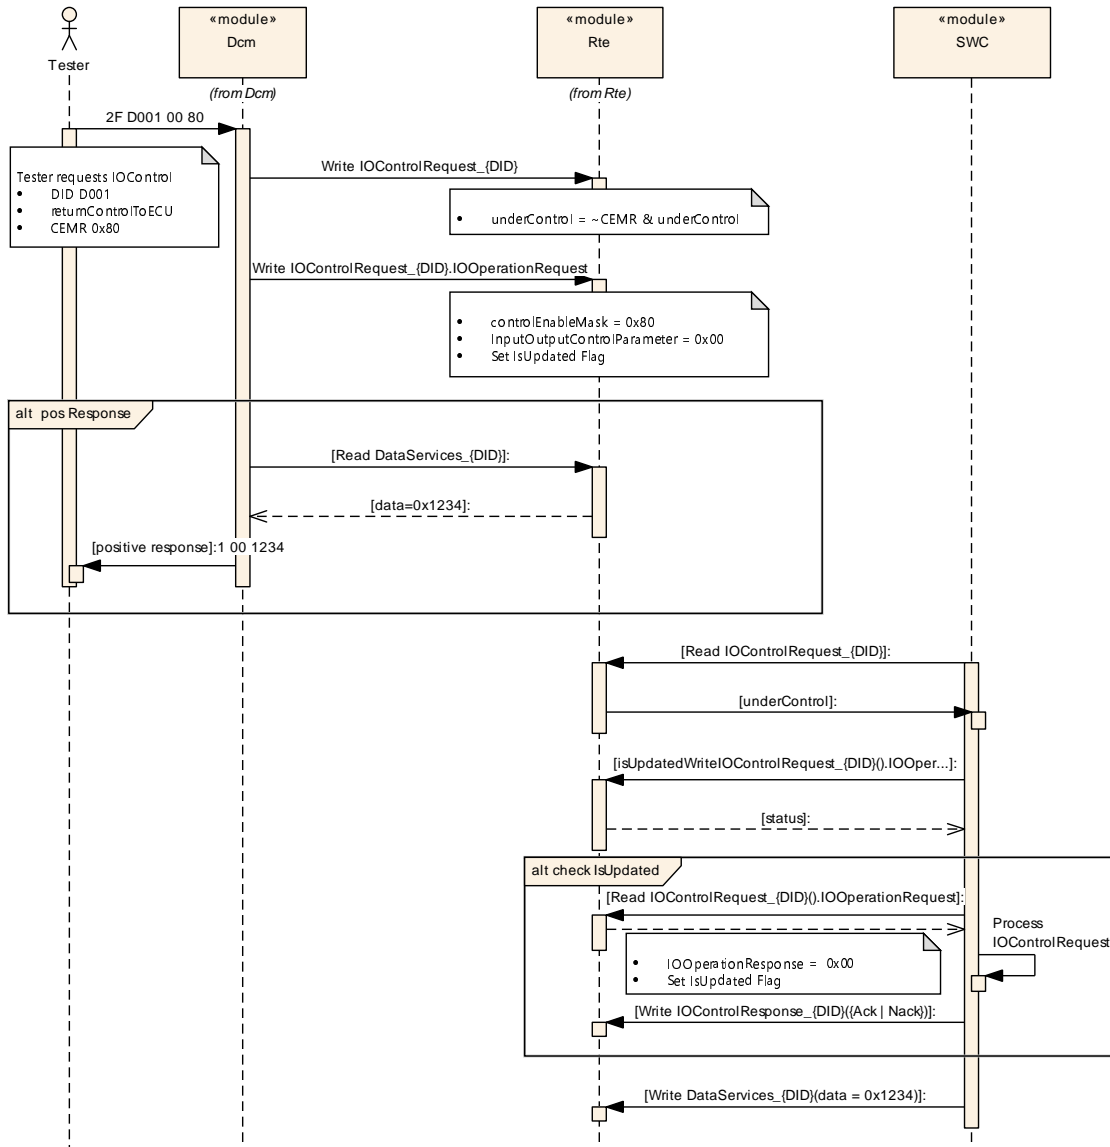 «module»
Dcm
«module»
Rte
«module»
SWC
Tester
(from Dcm)
(from Rte)
2F D001 00 80
Tester requests IOControl
• DID D001
• returnControlToECU
• CEMR 0x80
Write IOControlRequest_{DID}
• underControl = ~CEMR & underControl
Write IOControlRequest_{DID}.IOOperationRequest
• controlEnableMask = 0x80
• InputOutputControlParameter = 0x00
• Set IsUpdated Flag
alt pos Response
[Read DataServices_{DID}]:
[data=0x1234]:
[positive response]:1 00 1234
[Read IOControlRequest_{DID}]:
[underControl]:
[isUpdatedWriteIOControlRequest_{DID}().IOOper...]:
[status]:
alt check IsUpdated
[Read IOControlRequest_{DID}().IOOperationRequest]:
Process
IOControlRequest
• IOOperationResponse = 0x00
• Set IsUpdated Flag
[Write IOControlResponse_{DID}({Ack | Nack})]:
[Write DataServices_{DID}(data = 0x1234)]: